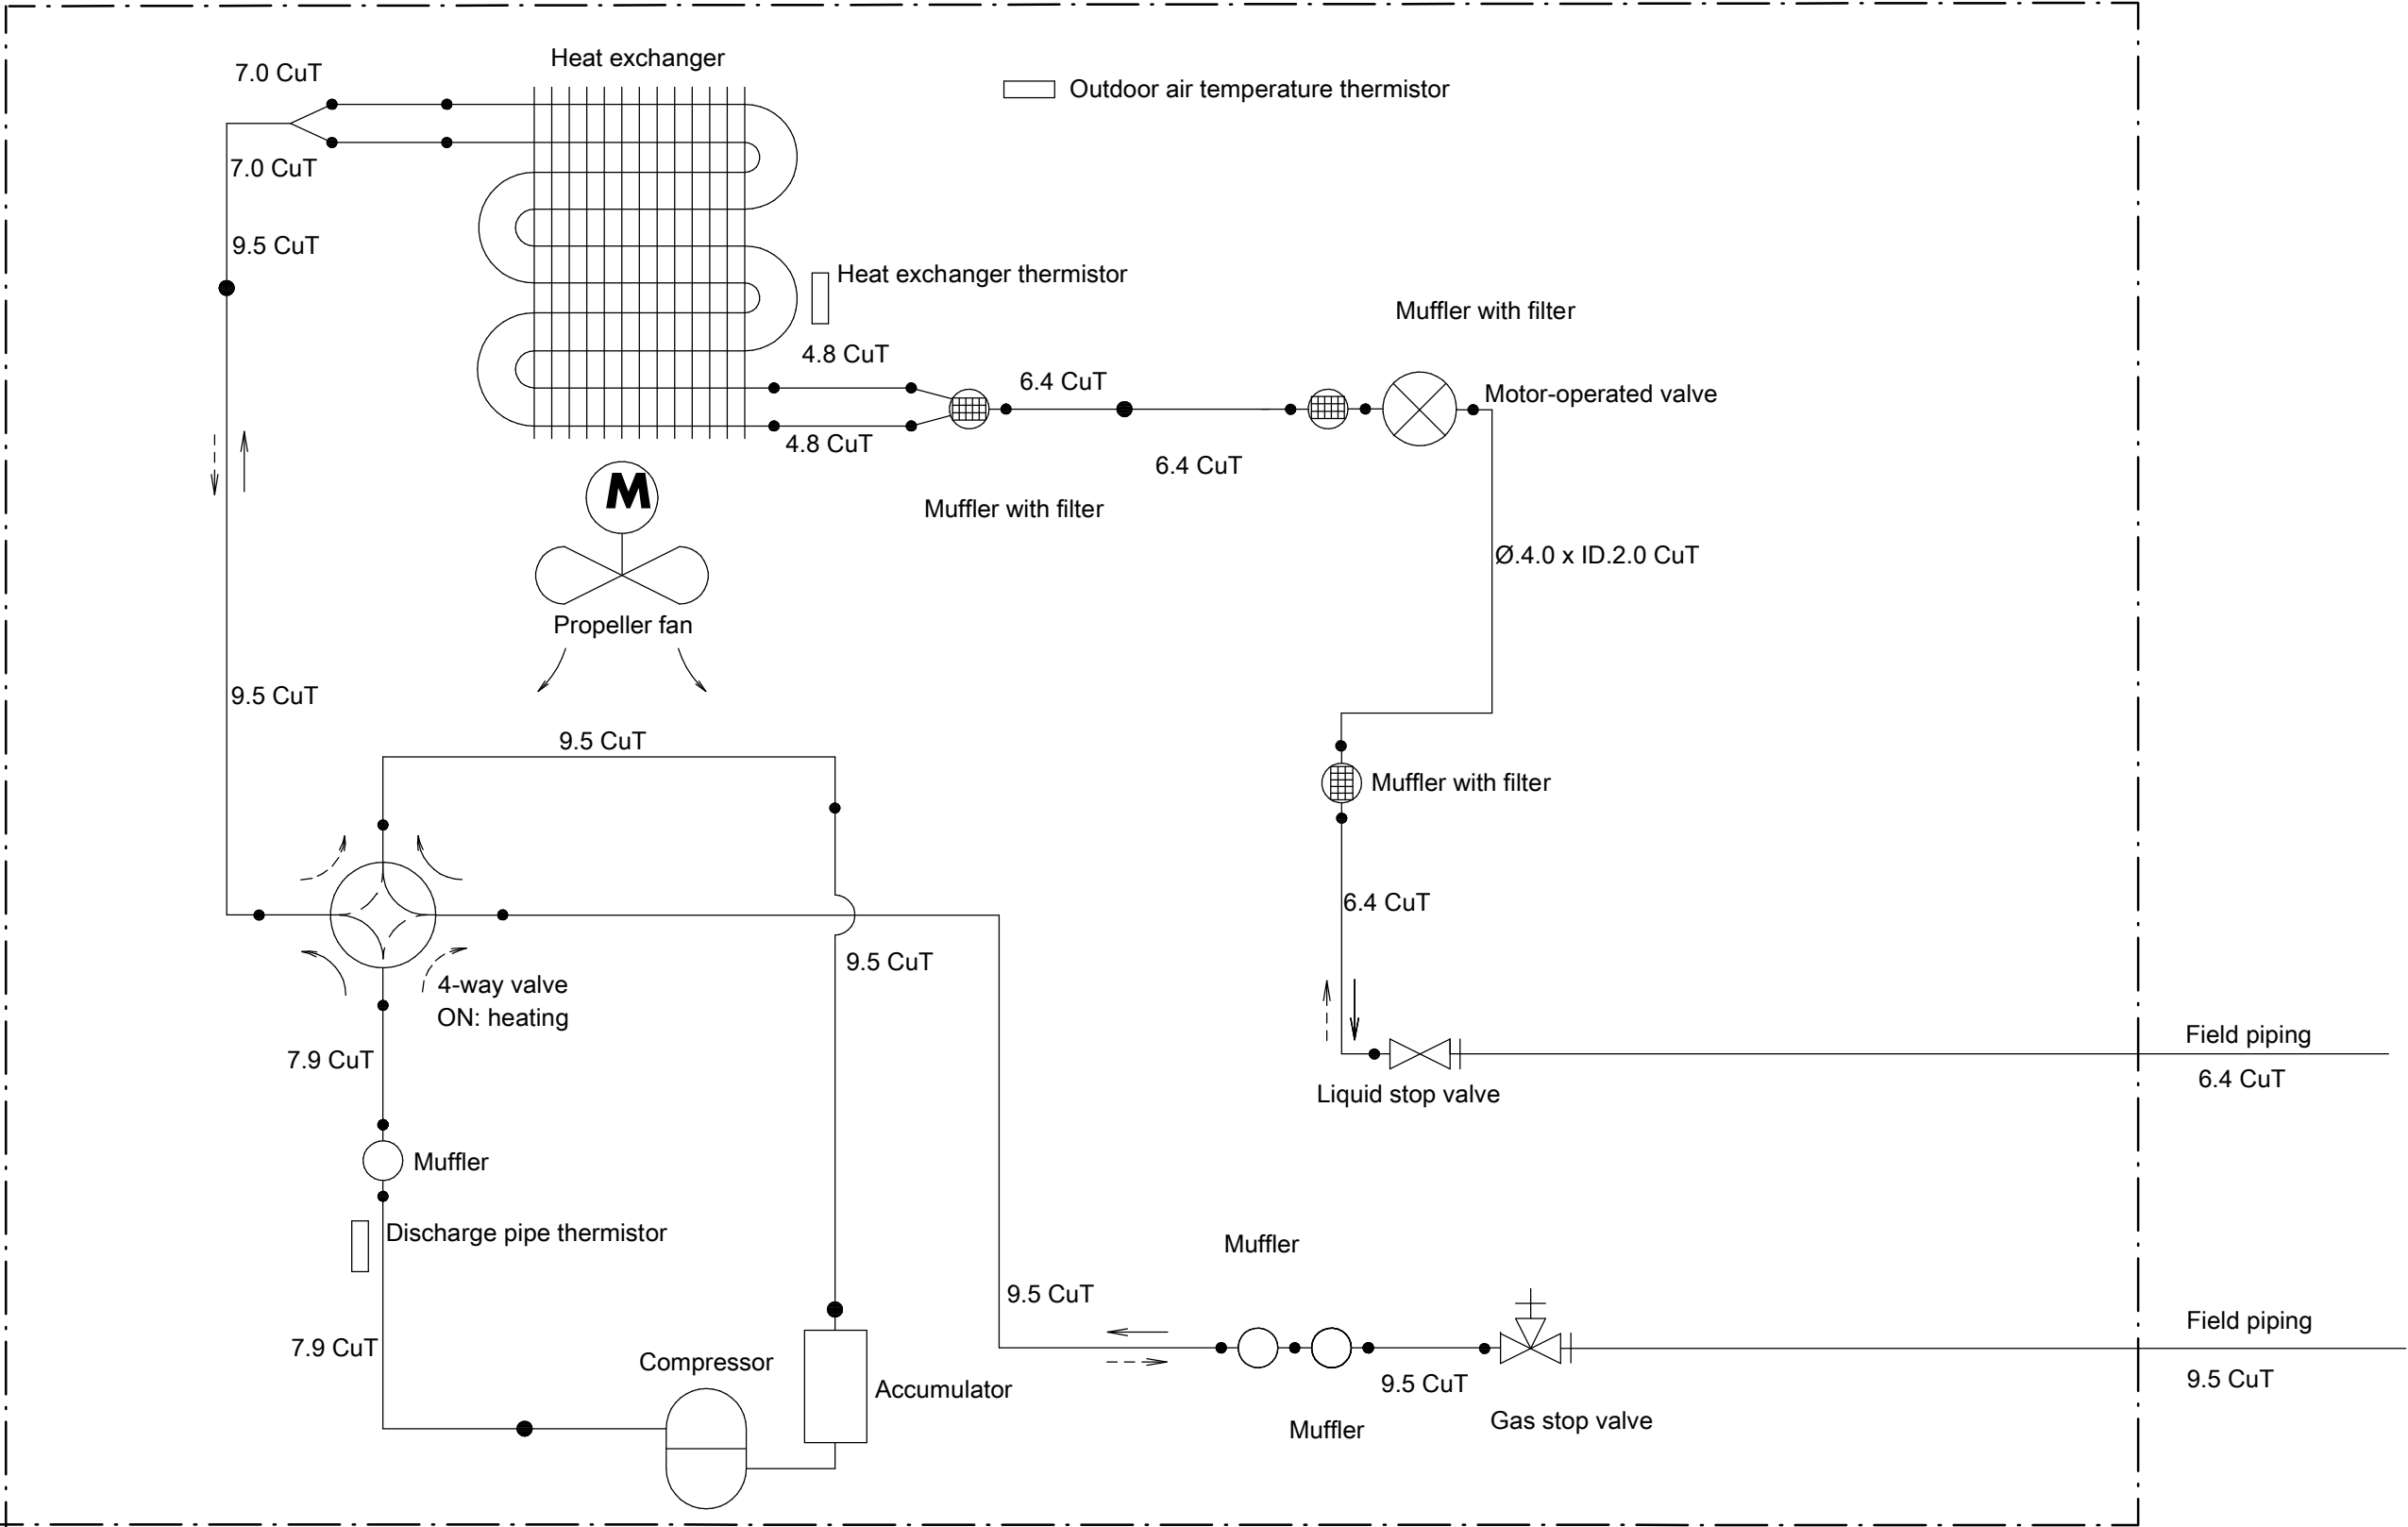 Heat exchanger
7.0 CuT
Outdoor air temperature thermistor
7.0 CuT
9.5 CuT
Heat exchanger thermistor
Muffler with filter
4.8 CuT
6.4 CuT
Motor-operated valve
4.8 CuT
6.4 CuT
M
Muffler with filter
Ø.4.0 x ID.2.0 CuT
Propeller fan
9.5 CuT
9.5 CuT
Muffler with filter
6.4 CuT
9.5 CuT
4-way valve
ON: heating
Field piping
7.9 CuT
6.4 CuT
Liquid stop valve
Muffler
Discharge pipe thermistor
Muffler
9.5 CuT
Field piping
7.9 CuT
Compressor
9.5 CuT
9.5 CuT
Accumulator
Gas stop valve
Muffler